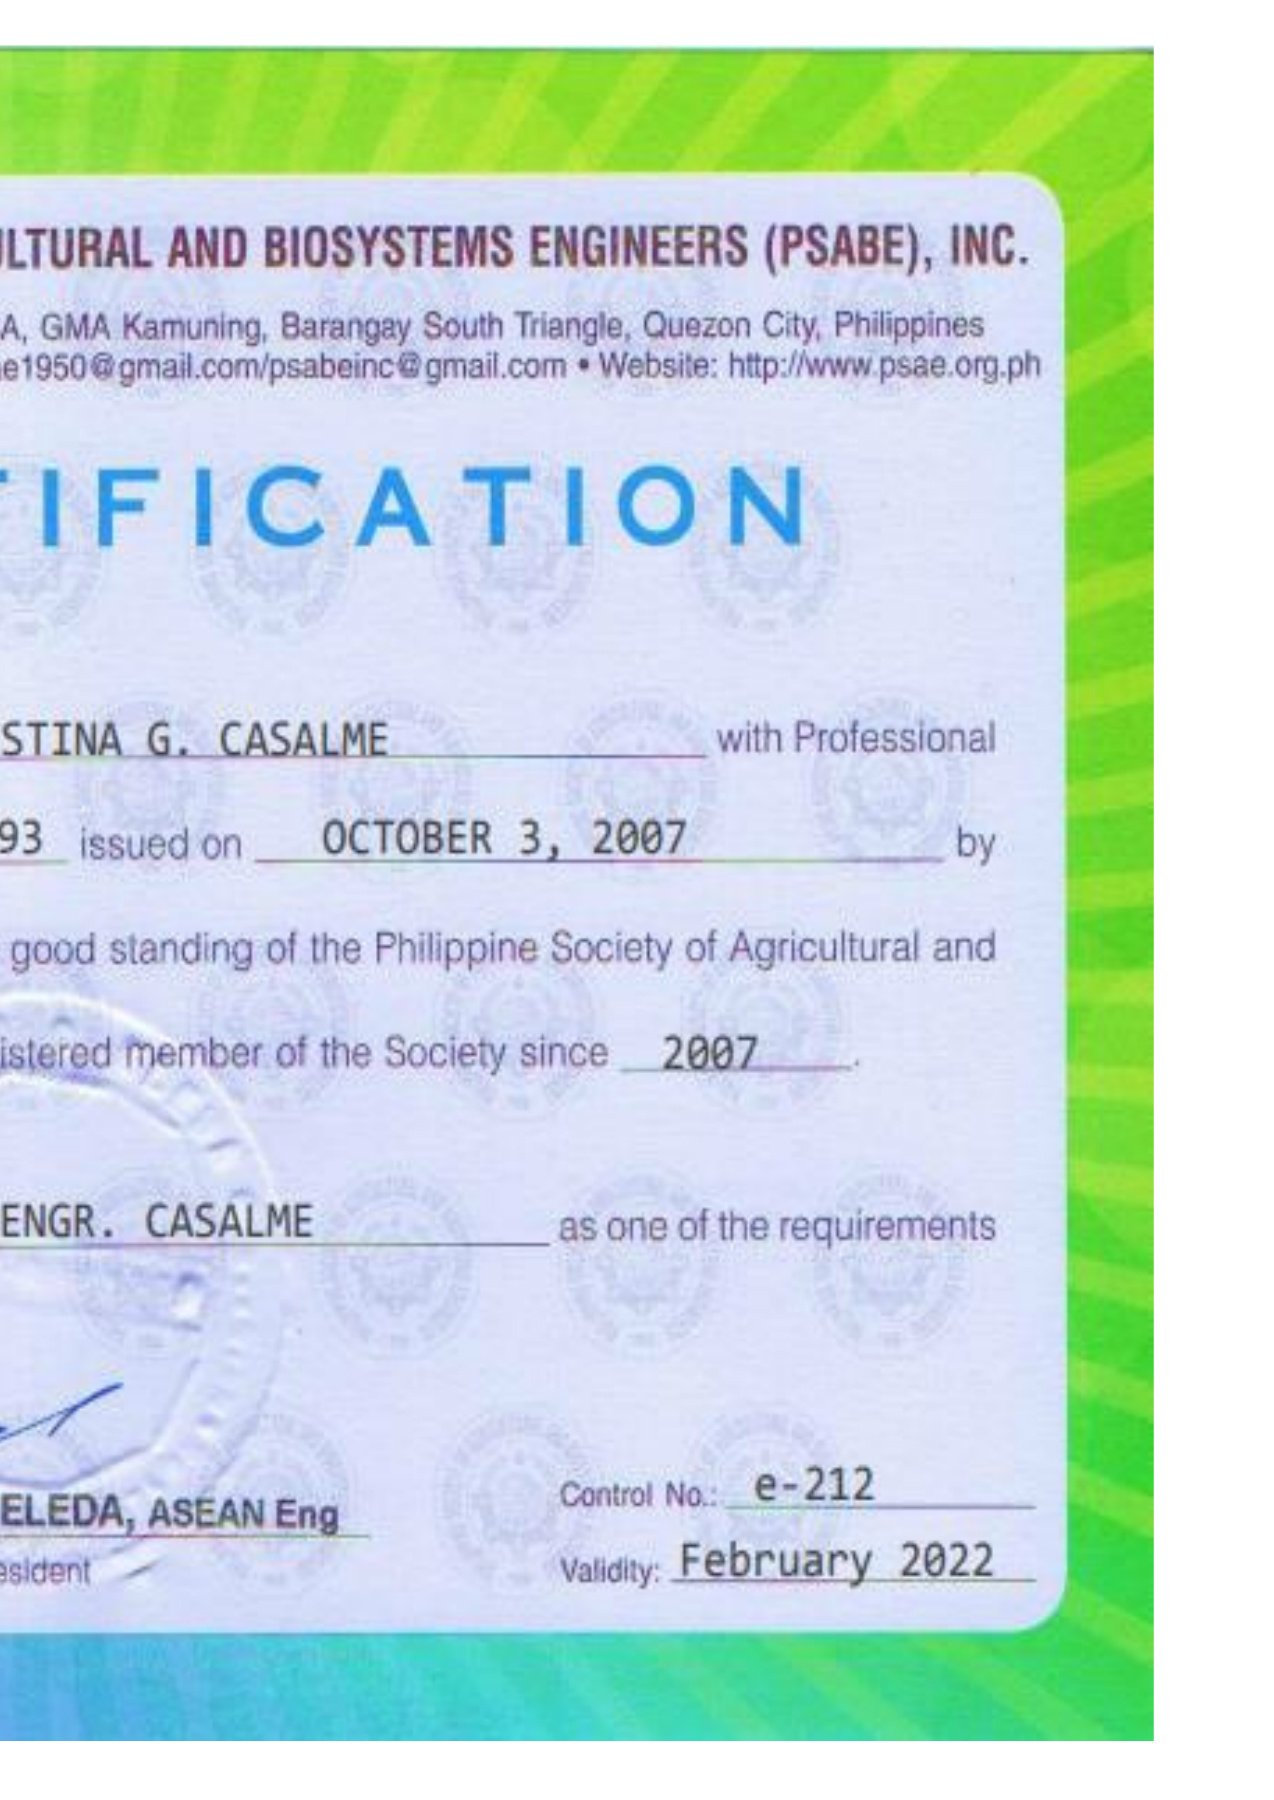 ULTURAL AND BIOSYSTEMS ENGINEERS (PSABE), INC.
A, GMA Kamuning, Barangay South Triangle, Quezon City, Philippines
e1950@gmail.com/psabeinc@gmail.com • Website: http://www.psae.org.ph
TIFICATION
STINA G. CASALME with Professional
93 issued on OCTOBER 3, 2007 by
good standing of the Philippine Society of Agricultural and
istered member of the Society since 2007.
ENGR. CASALME as one of the requirements
Control No.: e-212
ELEDA, ASEAN Eng
esident
Validity: February 2022